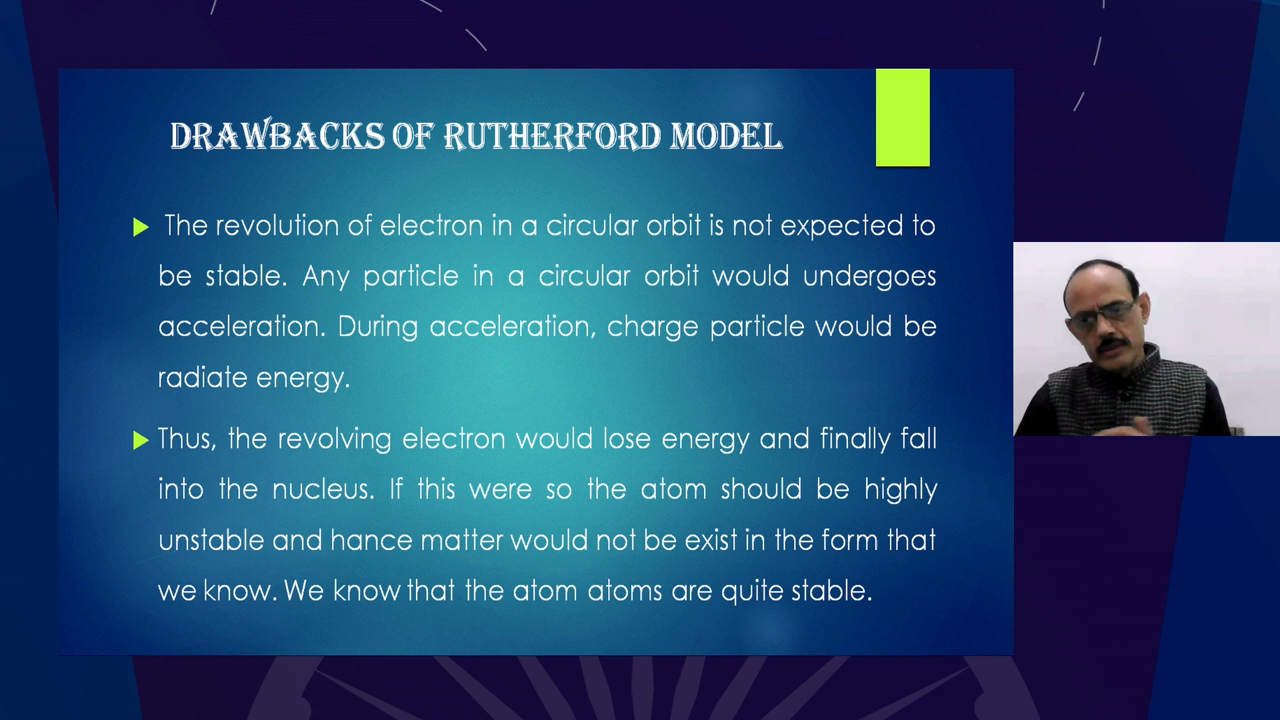 DRAWBACKS OF RUTHERFORD MODEL
The revolution of electron in a circular orbit is not expected to
be stable. Any particle in a circular orbit would undergoes
acceleration. During acceleration, charge particle would be
radiate energy.
Thus, the revolving electron would lose energy and finally fall
into the nucleus. If this were so the atom should be highly
unstable and hance matter would not be exist in the form that
we know. We know that the atom atoms are quite stable.